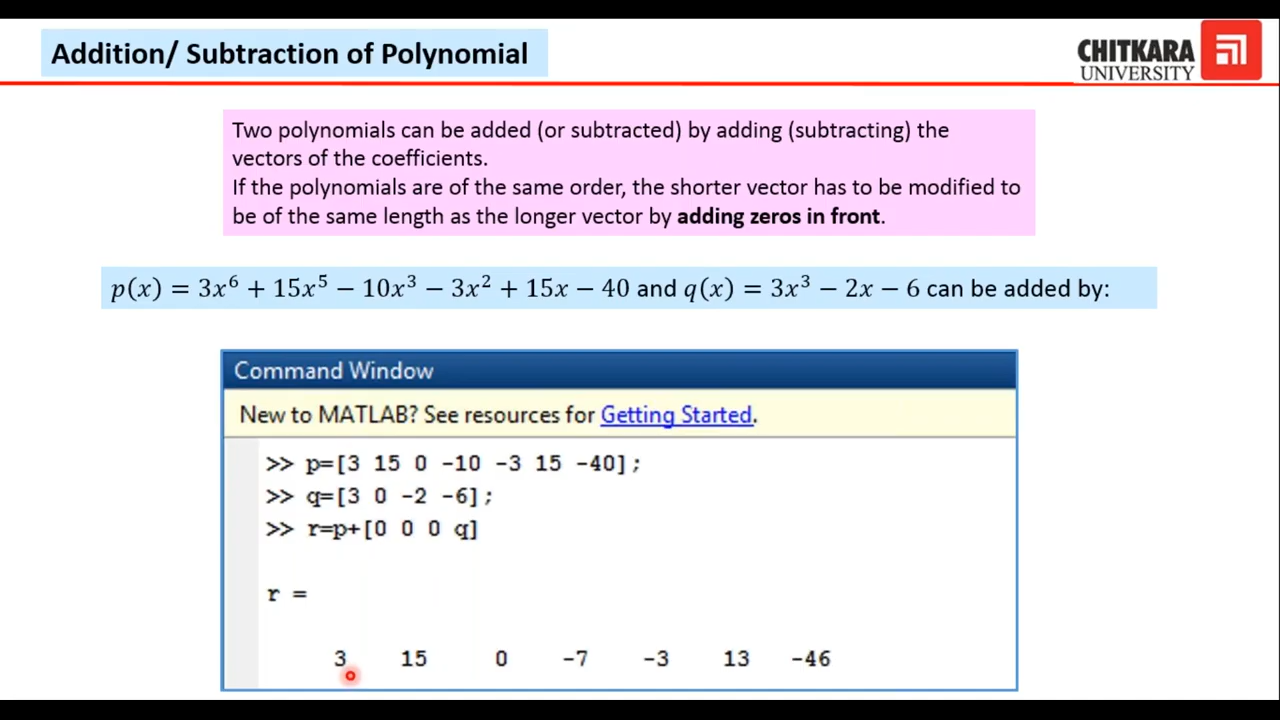 Addition/ Subtraction of Polynomial
CHITKARA
UNIVERSITY
Two polynomials can be added (or subtracted) by adding (subtracting) the
vectors of the coefficients.
If the polynomials are of the same order, the shorter vector has to be modified to
be of the same length as the longer vector by adding zeros in front.
p(x) = 3x⁶ + 15x⁵ − 10x³ − 3x² + 15x − 40 and q(x) = 3x³ − 2x − 6 can be added by:
Command Window
New to MATLAB? See resources for Getting Started.
>> p=[3 15 0 -10 -3 15 -40];
>> q=[3 0 -2 -6];
>> r=p+[0 0 0 q]
r =
3 15 0 -7 -3 13 -46